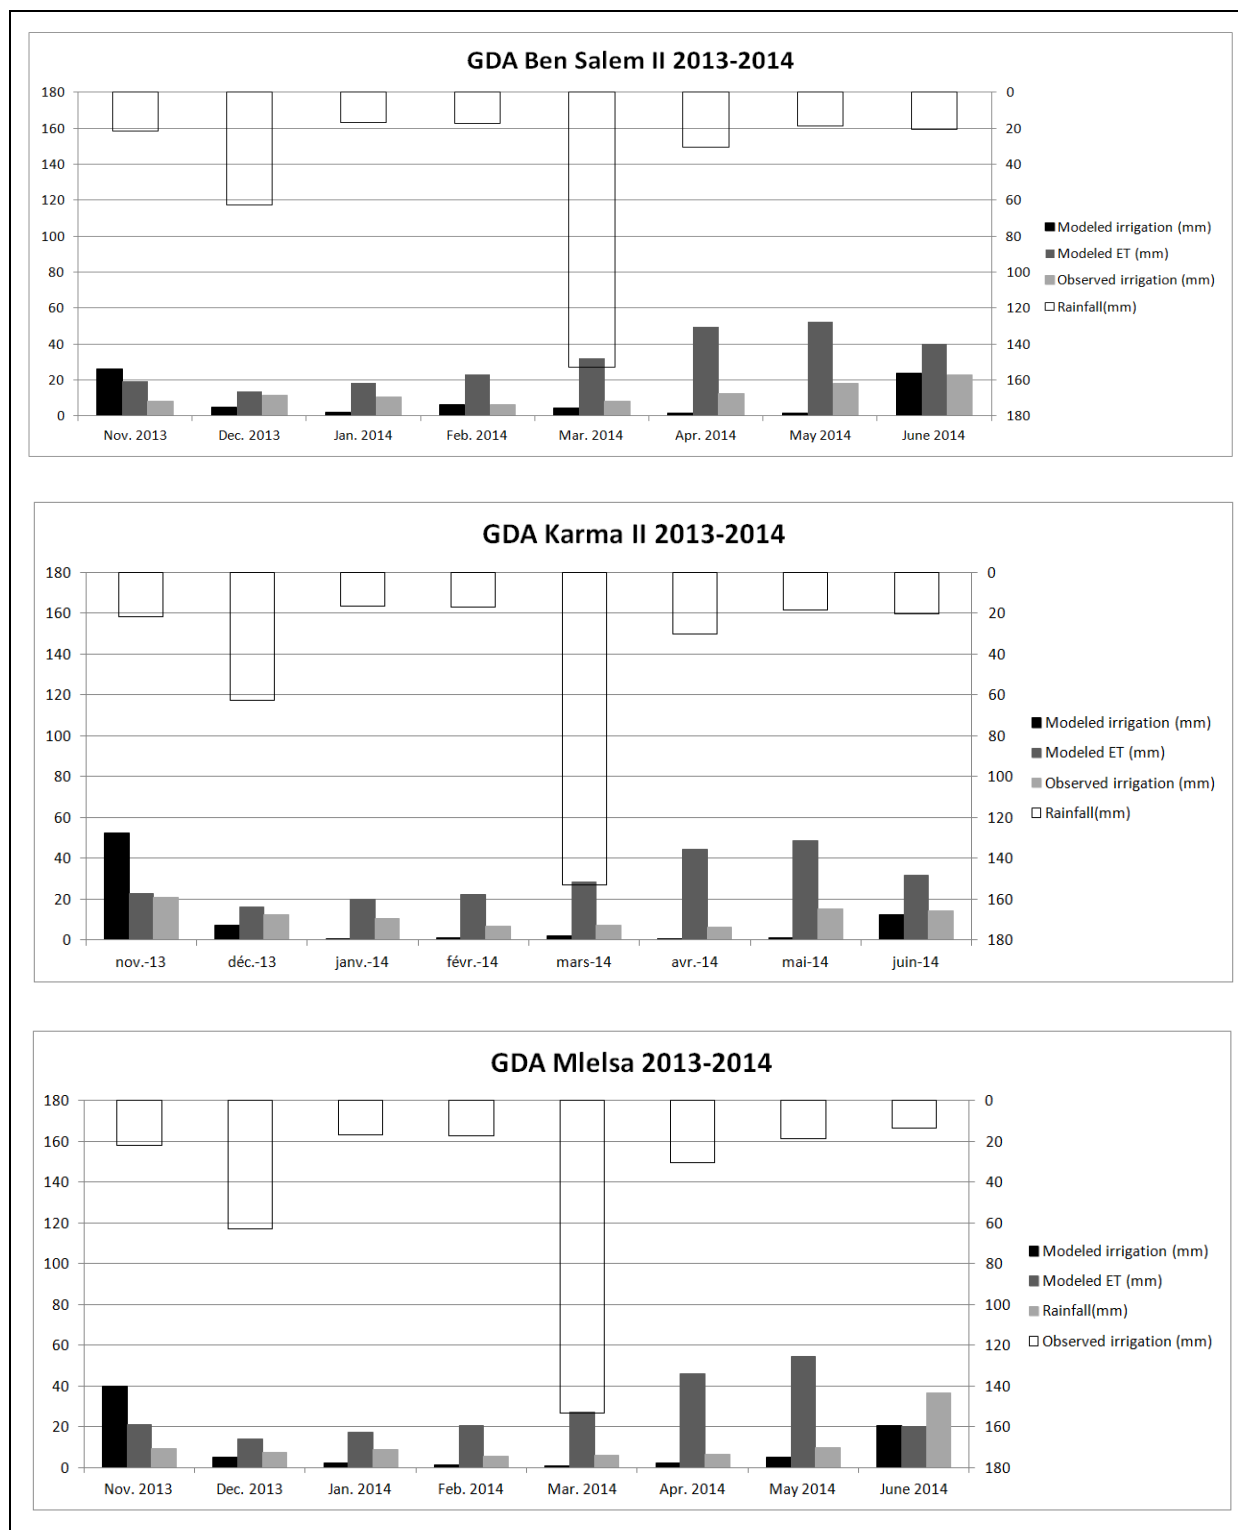 GDA Ben Salem II 2013-2014
180 0
160 20
140 40
120 60
100 80
80 100
60 120
40 140
20 160
0 180
Nov. 2013 Dec. 2013 Jan. 2014 Feb. 2014 Mar. 2014 Apr. 2014 May 2014 June 2014
Modeled irrigation (mm)
Modeled ET (mm)
Observed irrigation (mm)
Rainfall(mm)
GDA Karma II 2013-2014
180 0
160 20
140 40
120 60
100 80
80 100
60 120
40 140
20 160
0 180
nov.-13 déc.-13 janv.-14 févr.-14 mars-14 avr.-14 mai-14 juin-14
Modeled irrigation (mm)
Modeled ET (mm)
Observed irrigation (mm)
Rainfall(mm)
GDA Mlelsa 2013-2014
180 0
160 20
140 40
120 60
100 80
80 100
60 120
40 140
20 160
0 180
Nov. 2013 Dec. 2013 Jan. 2014 Feb. 2014 Mar. 2014 Apr. 2014 May 2014 June 2014
Modeled irrigation (mm)
Modeled ET (mm)
Rainfall(mm)
Observed irrigation (mm)